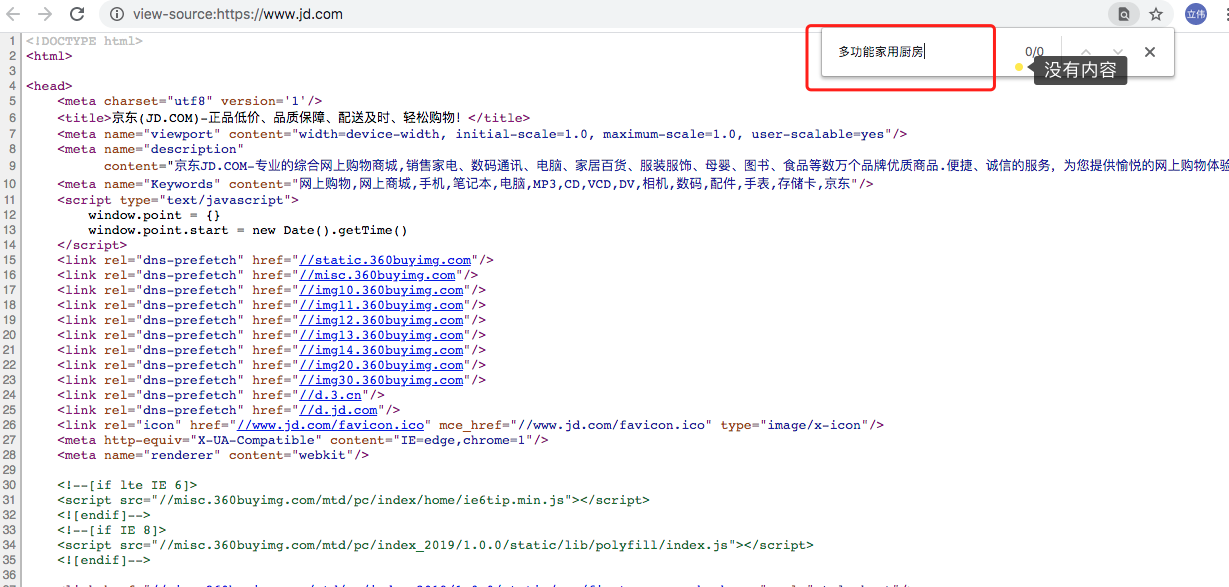 view-source:https://www.jd.com
立伟
多功能家用厨房
0/0
没有内容
1 <!DOCTYPE html>
2 <html>
3
4 <head>
5 <meta charset="utf8" version='1'/>
6 <title>京东(JD.COM)-正品低价、品质保障、配送及时、轻松购物！</title>
7 <meta name="viewport" content="width=device-width, initial-scale=1.0, maximum-scale=1.0, user-scalable=yes"/>
8 <meta name="description"
9 content="京东JD.COM-专业的综合网上购物商城,销售家电、数码通讯、电脑、家居百货、服装服饰、母婴、图书、食品等数万个品牌优质商品.便捷、诚信的服务，为您提供愉悦的网上购物体验
10 <meta name="Keywords" content="网上购物,网上商城,手机,笔记本,电脑,MP3,CD,VCD,DV,相机,数码,配件,手表,存储卡,京东"/>
11 <script type="text/javascript">
12 window.point = {}
13 window.point.start = new Date().getTime()
14 </script>
15 <link rel="dns-prefetch" href="//static.360buyimg.com"/>
16 <link rel="dns-prefetch" href="//misc.360buyimg.com"/>
17 <link rel="dns-prefetch" href="//img10.360buyimg.com"/>
18 <link rel="dns-prefetch" href="//img11.360buyimg.com"/>
19 <link rel="dns-prefetch" href="//img12.360buyimg.com"/>
20 <link rel="dns-prefetch" href="//img13.360buyimg.com"/>
21 <link rel="dns-prefetch" href="//img14.360buyimg.com"/>
22 <link rel="dns-prefetch" href="//img20.360buyimg.com"/>
23 <link rel="dns-prefetch" href="//img30.360buyimg.com"/>
24 <link rel="dns-prefetch" href="//d.3.cn"/>
25 <link rel="dns-prefetch" href="//d.jd.com"/>
26 <link rel="icon" href="//www.jd.com/favicon.ico" mce_href="//www.jd.com/favicon.ico" type="image/x-icon"/>
27 <meta http-equiv="X-UA-Compatible" content="IE=edge,chrome=1"/>
28 <meta name="renderer" content="webkit"/>
29
30 <!--[if lte IE 6]>
31 <script src="//misc.360buyimg.com/mtd/pc/index/home/ie6tip.min.js"></script>
32 <![endif]-->
33 <!--[if IE 8]>
34 <script src="//misc.360buyimg.com/mtd/pc/index_2019/1.0.0/static/lib/polyfill/index.js"></script>
35 <![endif]-->
36